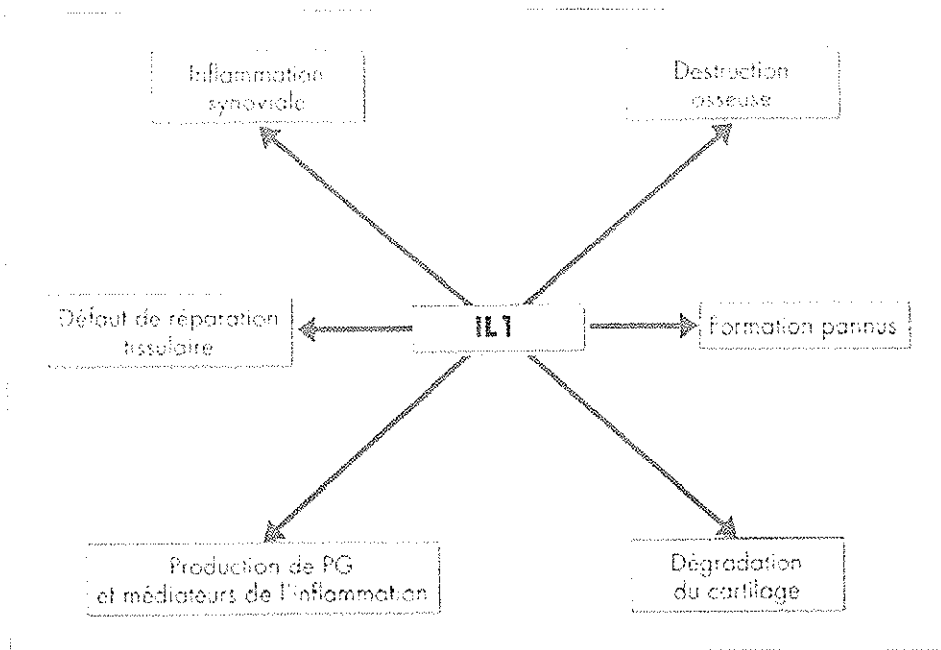 Inflammation
synoviale
Destruction
osseuse
Défaut de réparation
tissulaire
IL1
Formation pannus
Production de PG
et médiateurs de l'inflammation
Dégradation
du cartilage